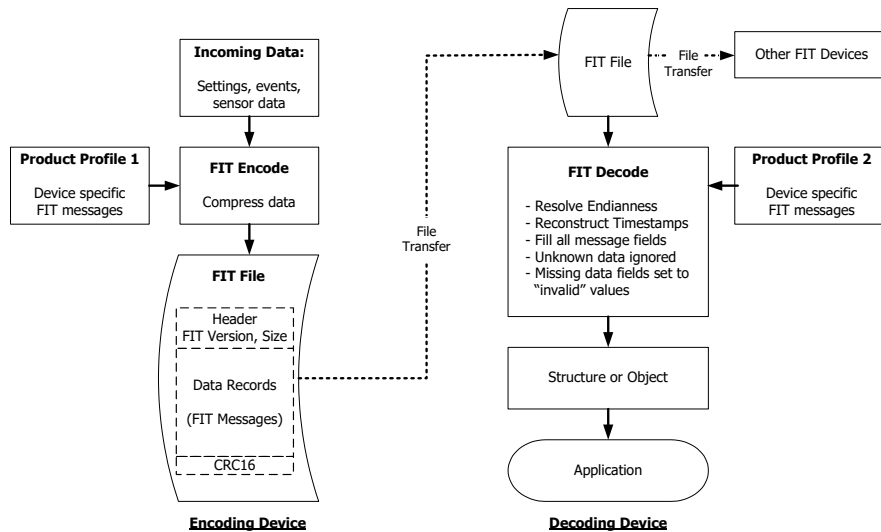 Incoming Data:
Settings, events,
sensor data
Product Profile 1
Device specific
FIT messages
FIT Encode
Compress data
FIT File
Header
FIT Version, Size
Data Records
(FIT Messages)
CRC16
Encoding Device
File
Transfer
FIT File
File
Transfer
Other FIT Devices
FIT Decode
- Resolve Endianness
- Reconstruct Timestamps
- Fill all message fields
- Unknown data ignored
- Missing data fields set to
“invalid” values
Product Profile 2
Device specific
FIT messages
Structure or Object
Application
Decoding Device